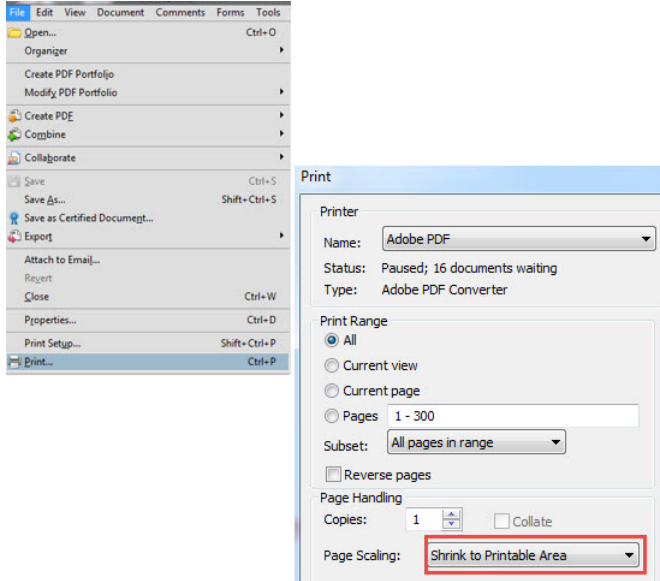 File Edit View Document Comments Forms Tools
Open... Ctrl+O
Organizer
Create PDF Portfolio
Modify PDF Portfolio
Create PDF
Combine
Collaborate
Save Ctrl+S
Save As... Shift+Ctrl+S
Save as Certified Document...
Export
Attach to Email...
Revert
Close Ctrl+W
Properties... Ctrl+D
Print Setup... Shift+Ctrl+P
Print... Ctrl+P
Print
Printer
Name: Adobe PDF
Status: Paused; 16 documents waiting
Type: Adobe PDF Converter
Print Range
All
Current view
Current page
Pages 1 - 300
Subset: All pages in range
Reverse pages
Page Handling
Copies: 1 Collate
Page Scaling: Shrink to Printable Area